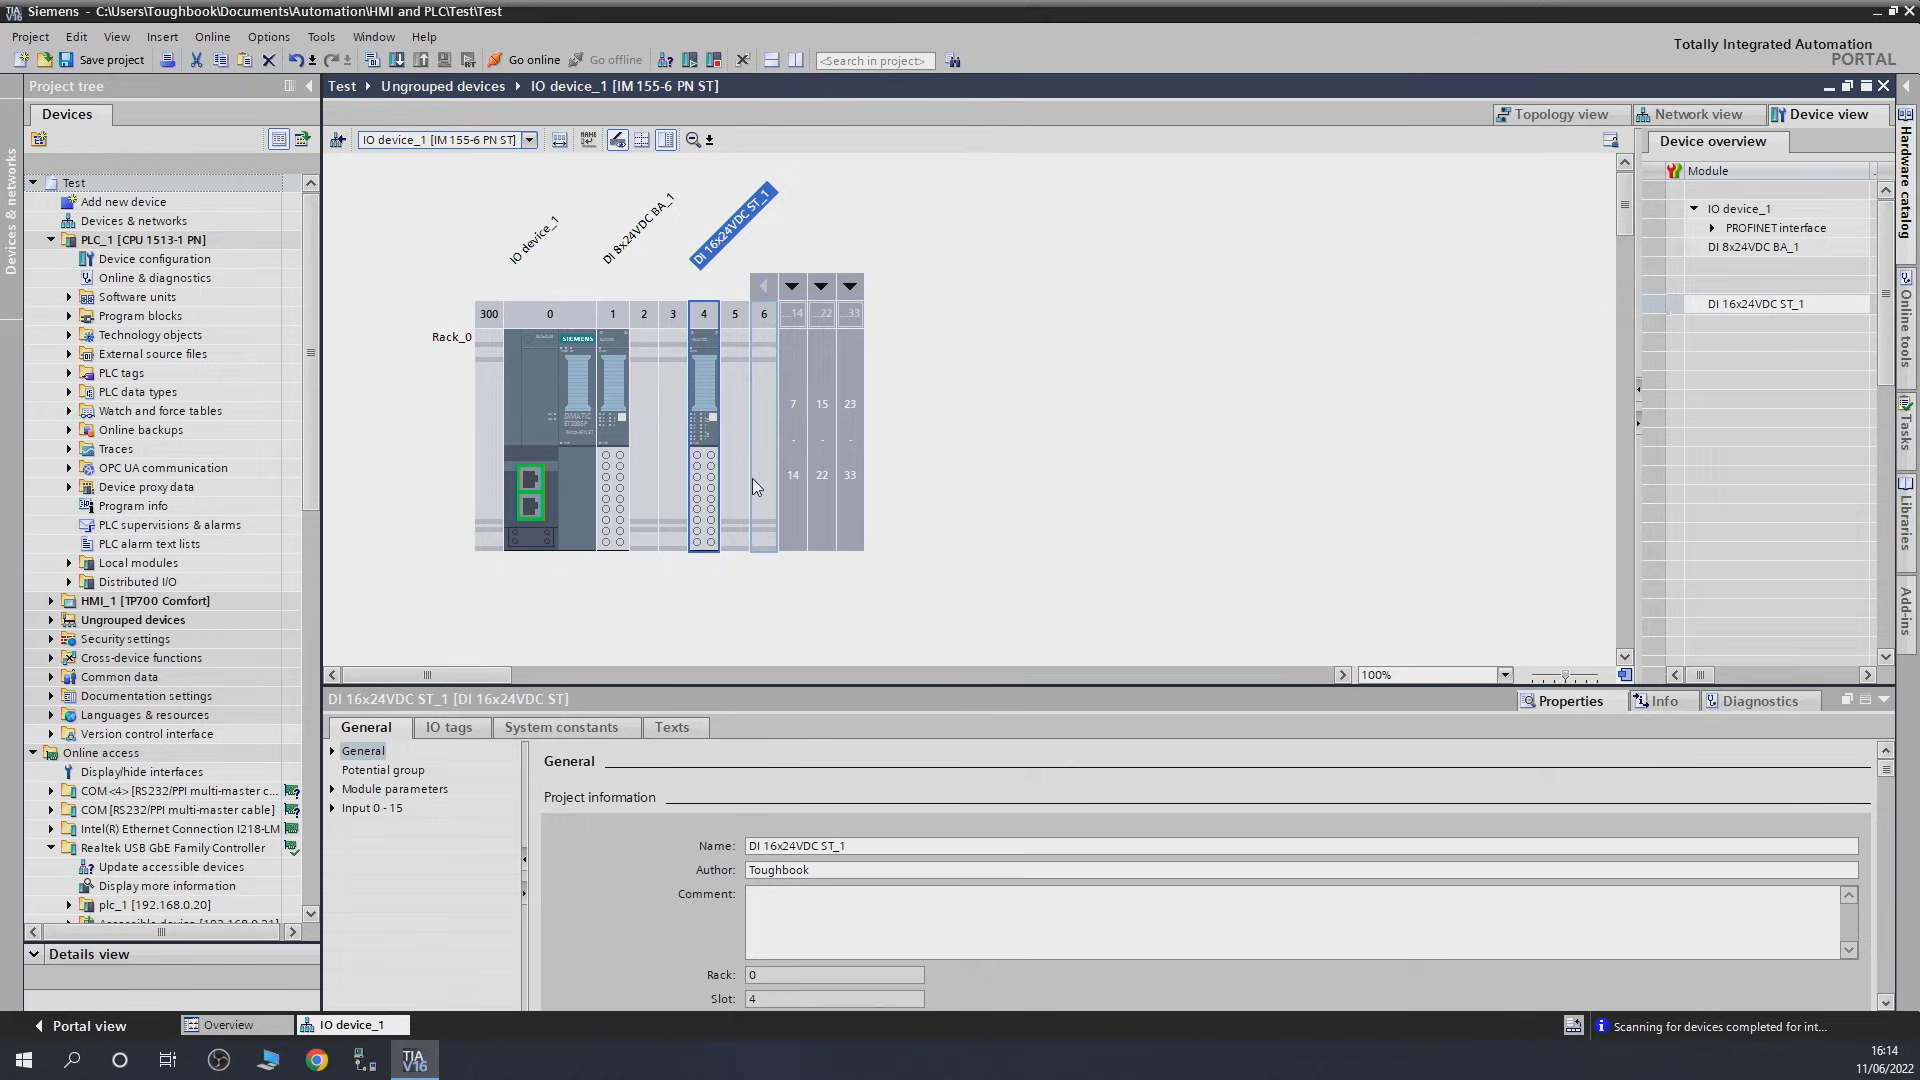 Siemens - C:\Users\Toughbook\Documents\Automation\HMI and PLC\Test\Test
Project Edit View Insert Online Options Tools Window Help
Totally Integrated Automation
PORTAL
Save project
Go online
Go offline
<Search in project>
Project tree
Test
Ungrouped devices
IO device_1 [IM 155-6 PN ST]
Devices
Topology view
Network view
Device view
IO device_1 [IM 155-6 PN ST]
Device overview
Module
Devices & networks
Test
Add new device
Devices & networks
PLC_1 [CPU 1513-1 PN]
Device configuration
Online & diagnostics
Software units
Program blocks
Technology objects
External source files
PLC tags
PLC data types
Watch and force tables
Online backups
Traces
OPC UA communication
Device proxy data
Program info
PLC supervisions & alarms
PLC alarm text lists
Local modules
Distributed I/O
HMI_1 [TP700 Comfort]
Ungrouped devices
Security settings
Cross-device functions
Common data
Documentation settings
Languages & resources
Version control interface
Online access
Display/hide interfaces
COM <4> [RS232/PPI multi-master c...
COM [RS232/PPI multi-master cable]
Intel(R) Ethernet Connection I218-LM
Realtek USB GbE Family Controller
Update accessible devices
Display more information
plc_1 [192.168.0.20]
Accessible device [192.168.0.21]
Details view
IO device_1
DI 8x24VDC BA_1
DI 16x24VDC ST_1
300 0 1 2 3 4 5 6 ...14 ...22 ...33
Rack_0
SIEMENS
SIMATIC
ET 200SP
7 15 23
- - -
14 22 33
IO device_1
PROFINET interface
DI 8x24VDC BA_1
DI 16x24VDC ST_1
100%
Hardware catalog
Online tools
Tasks
Libraries
Add-ins
DI 16x24VDC ST_1 [DI 16x24VDC ST]
Properties
Info
Diagnostics
General
IO tags
System constants
Texts
General
Potential group
Module parameters
Input 0 - 15
General
Project information
Name: DI 16x24VDC ST_1
Author: Toughbook
Comment:
Rack: 0
Slot: 4
Portal view
Overview
IO device_1
Scanning for devices completed for int...
TIA
V16
16:14
11/06/2022